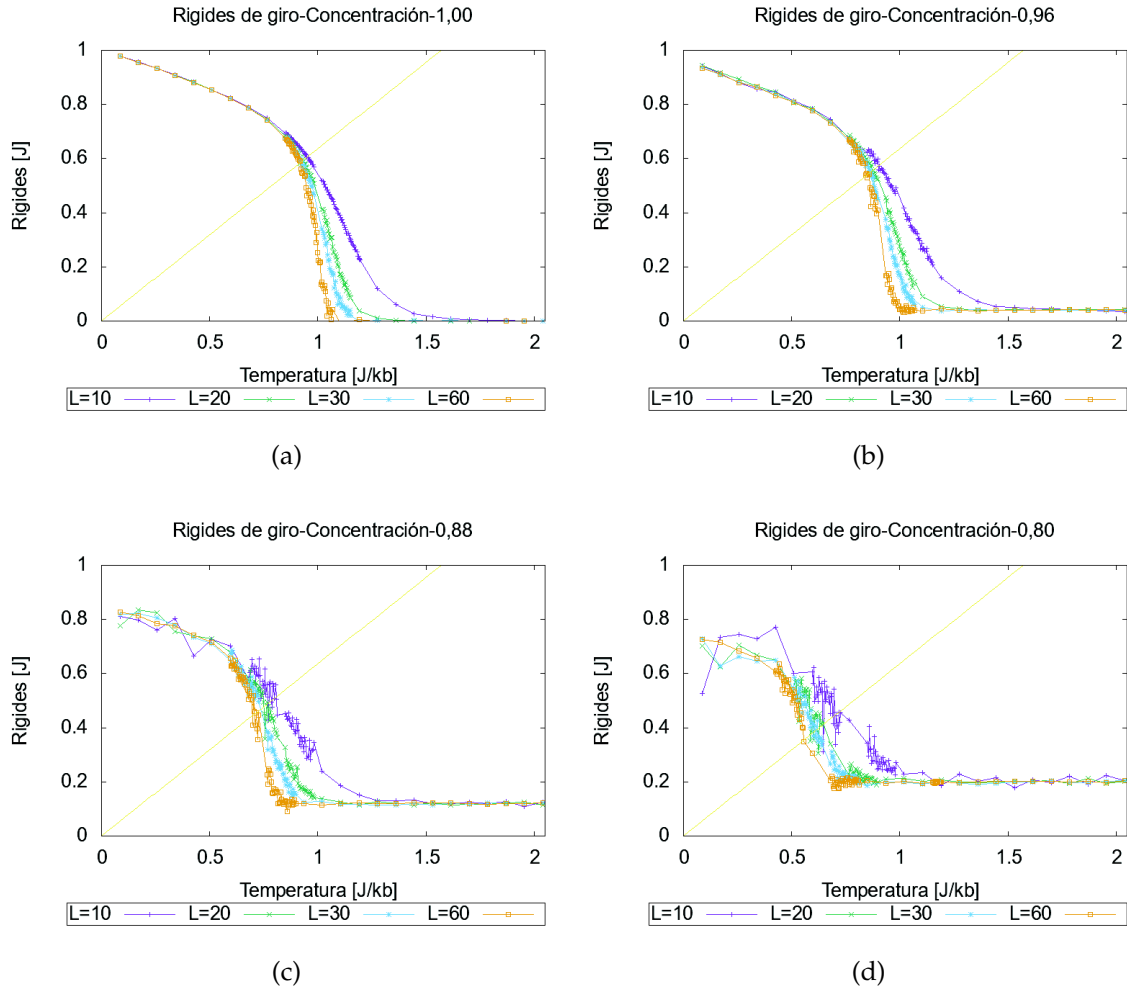 Rigides de giro-Concentración-1,00
1
0.8
0.6
0.4
0.2
0
Rigides [J]
0 0.5 1 1.5 2
Temperatura [J/kb]
L=10 L=20 L=30 L=60
(a)
Rigides de giro-Concentración-0,96
1
0.8
0.6
0.4
0.2
0
Rigides [J]
0 0.5 1 1.5 2
Temperatura [J/kb]
L=10 L=20 L=30 L=60
(b)
Rigides de giro-Concentración-0,88
1
0.8
0.6
0.4
0.2
0
Rigides [J]
0 0.5 1 1.5 2
Temperatura [J/kb]
L=10 L=20 L=30 L=60
(c)
Rigides de giro-Concentración-0,80
1
0.8
0.6
0.4
0.2
0
Rigides [J]
0 0.5 1 1.5 2
Temperatura [J/kb]
L=10 L=20 L=30 L=60
(d)